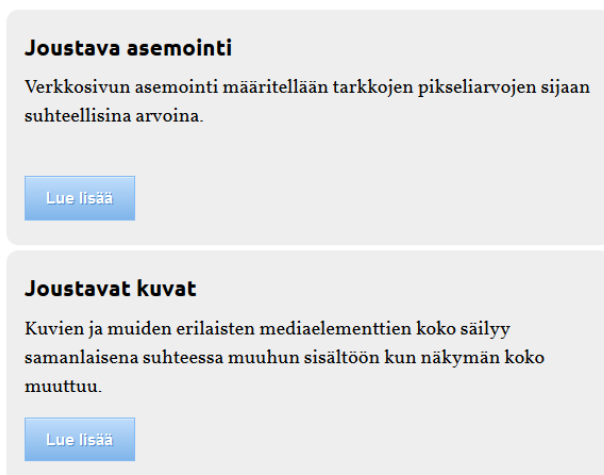 Joustava asemointi
Verkkosivun asemointi määritellään tarkkojen pikseliarvojen sijaan
suhteellisina arvoina.
Lue lisää
Joustavat kuvat
Kuvien ja muiden erilaisten mediaelementtien koko säilyy
samanlaisena suhteessa muuhun sisältöön kun näkymän koko
muuttuu.
Lue lisää